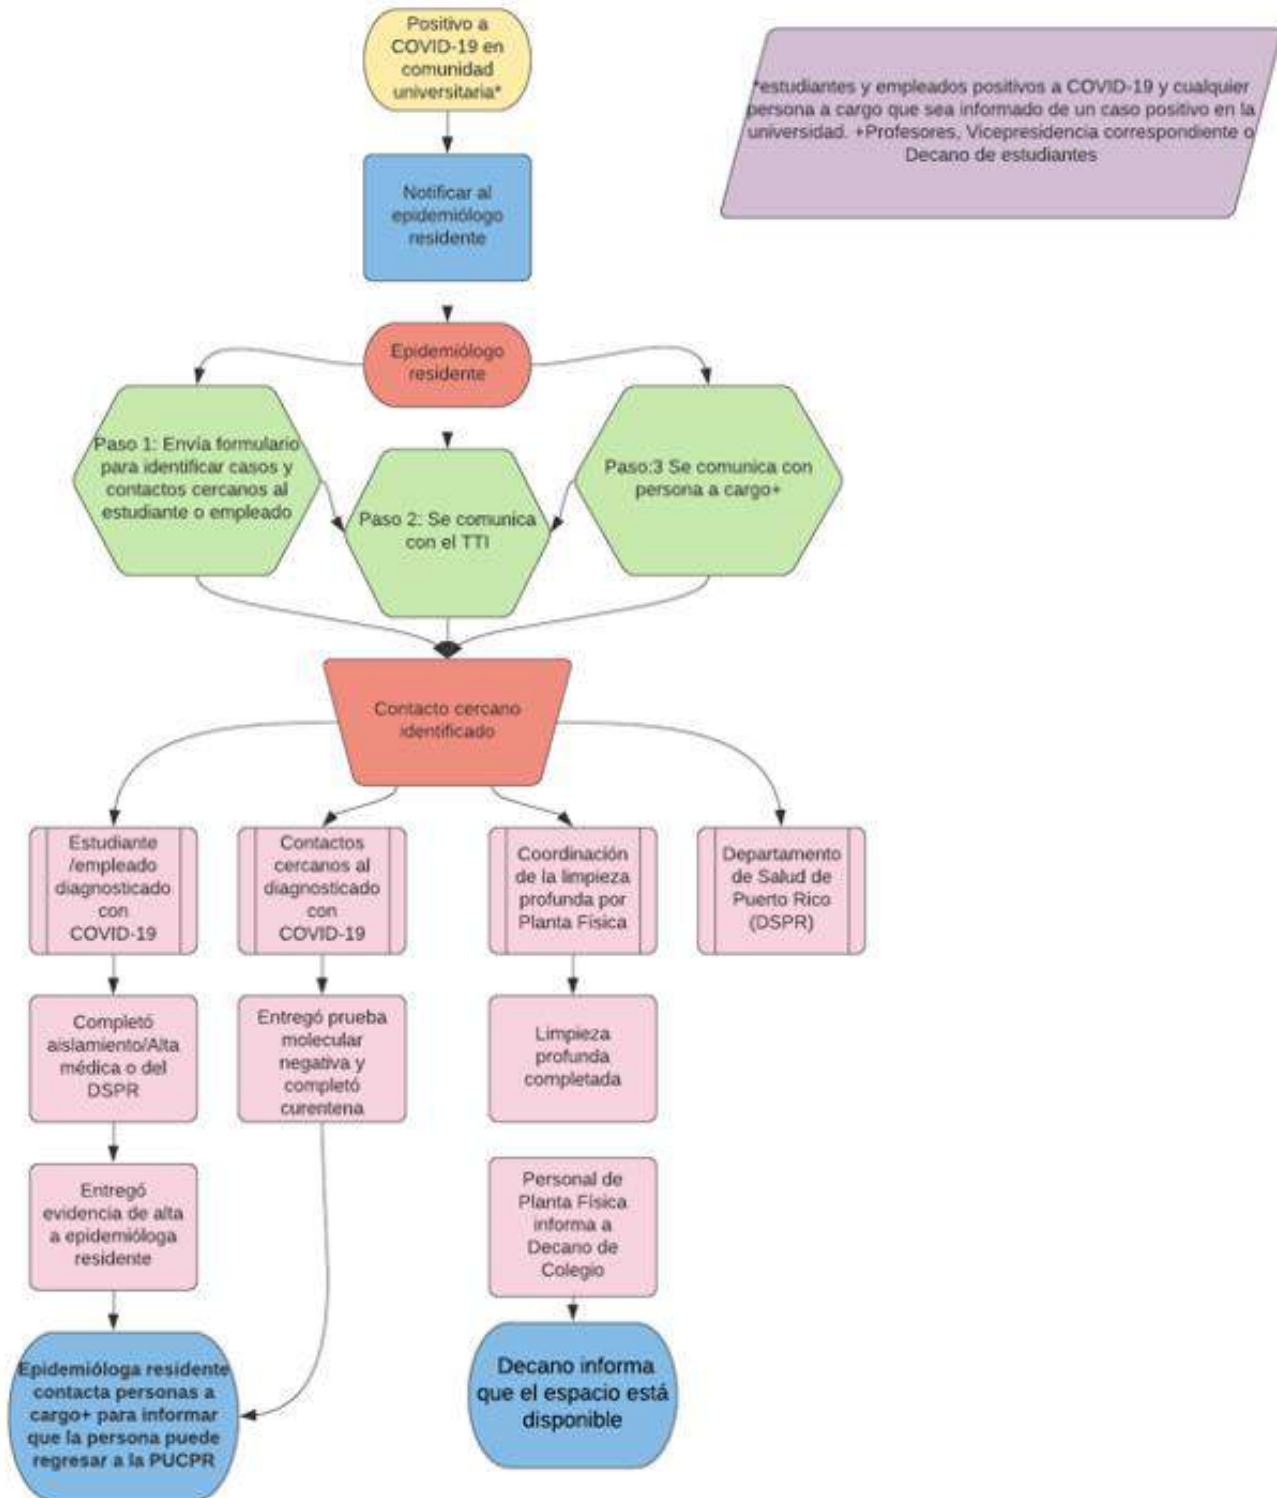 Positivo a
COVID-19 en
comunidad
universitaria*
*estudiantes y empleados positivos a COVID-19 y cualquier
persona a cargo que sea informado de un caso positivo en la
universidad. +Profesores, Vicepresidencia correspondiente o
Decano de estudiantes
Notificar al
epidemiólogo
residente
Epidemiólogo
residente
Paso 1: Envía formulario
para identificar casos y
contactos cercanos al
estudiante o empleado
Paso 2: Se comunica
con el TTI
Paso:3 Se comunica con
persona a cargo+
Contacto cercano
identificado
Estudiante
/empleado
diagnosticado
con
COVID-19
Contactos
cercanos al
diagnosticado
con
COVID-19
Coordinación
de la limpieza
profunda por
Planta Física
Departamento
de Salud de
Puerto Rico
(DSPR)
Completó
aislamiento/Alta
médica o del
DSPR
Entregó prueba
molecular
negativa y
completó
curentena
Limpieza
profunda
completada
Entregó
evidencia de alta
a epidemióloga
residente
Personal de
Planta Física
informa a
Decano de
Colegio
Epidemióloga residente
contacta personas a
cargo+ para informar
que la persona puede
regresar a la PUCPR
Decano informa
que el espacio está
disponible